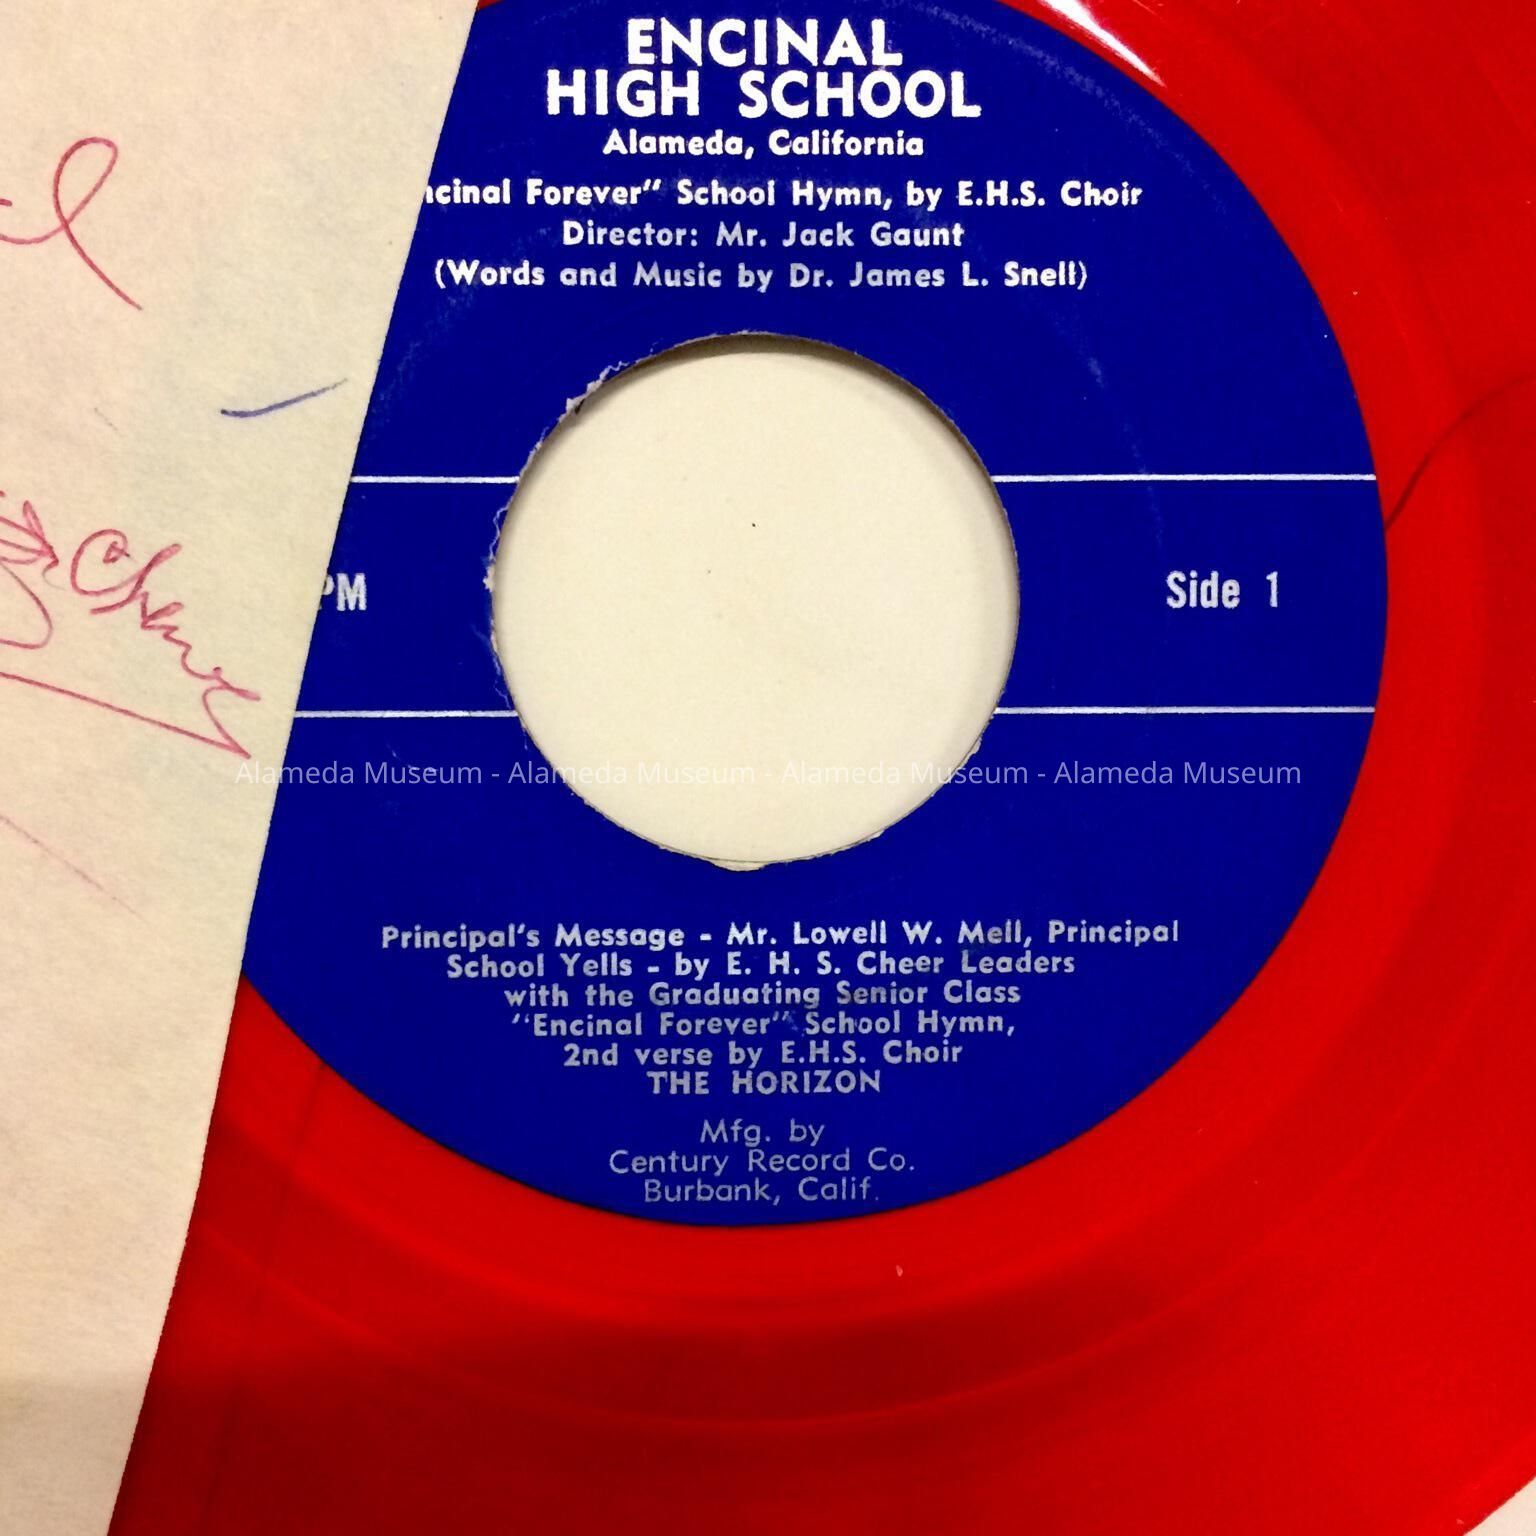 ENCINAL
HIGH SCHOOL
Alameda, California
ncinal Forever" School Hymn, by E.H.S. Choir
Director: Mr. Jack Gaunt
(Words and Music by Dr. James L. Snell)
PM
Side 1
Alameda Museum - Alameda Museum - Alameda Museum - Alameda Museum
Principal's Message - Mr. Lowell W. Mell, Principal
School Yells - by E. H. S. Cheer Leaders
with the Graduating Senior Class
"Encinal Forever" School Hymn,
2nd verse by E.H.S. Choir
THE HORIZON
Mfg. by
Century Record Co.
Burbank, Calif.